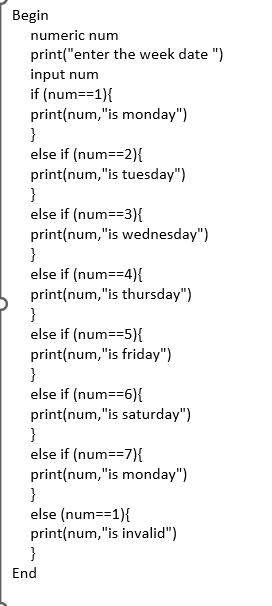 Begin
numeric num
print("enter the week date ")
input num
if (num==1){
print(num,"is monday")
}
else if (num==2){
print(num,"is tuesday")
}
else if (num==3){
print(num,"is wednesday")
}
else if (num==4){
print(num,"is thursday")
}
else if (num==5){
print(num,"is friday")
}
else if (num==6){
print(num,"is saturday")
}
else if (num==7){
print(num,"is monday")
}
else (num==1){
print(num,"is invalid")
}
End